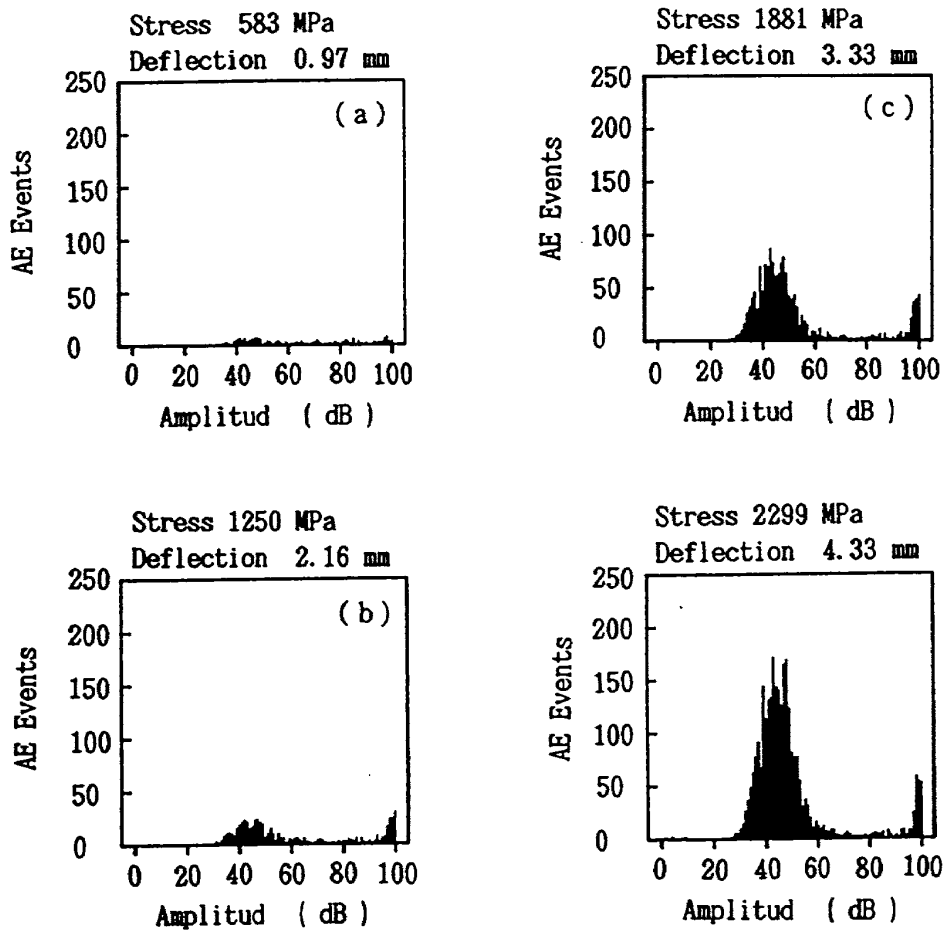 Stress 583 MPa
Deflection 0.97 mm
250
200
150
100
50
0
AE Events
(a)
0 20 40 60 80 100
Amplitud (dB)
Stress 1881 MPa
Deflection 3.33 mm
250
200
150
100
50
0
AE Events
(c)
0 20 40 60 80 100
Amplitud (dB)
Stress 1250 MPa
Deflection 2.16 mm
250
200
150
100
50
0
AE Events
(b)
0 20 40 60 80 100
Amplitud (dB)
Stress 2299 MPa
Deflection 4.33 mm
250
200
150
100
50
0
AE Events
0 20 40 60 80 100
Amplitud (dB)